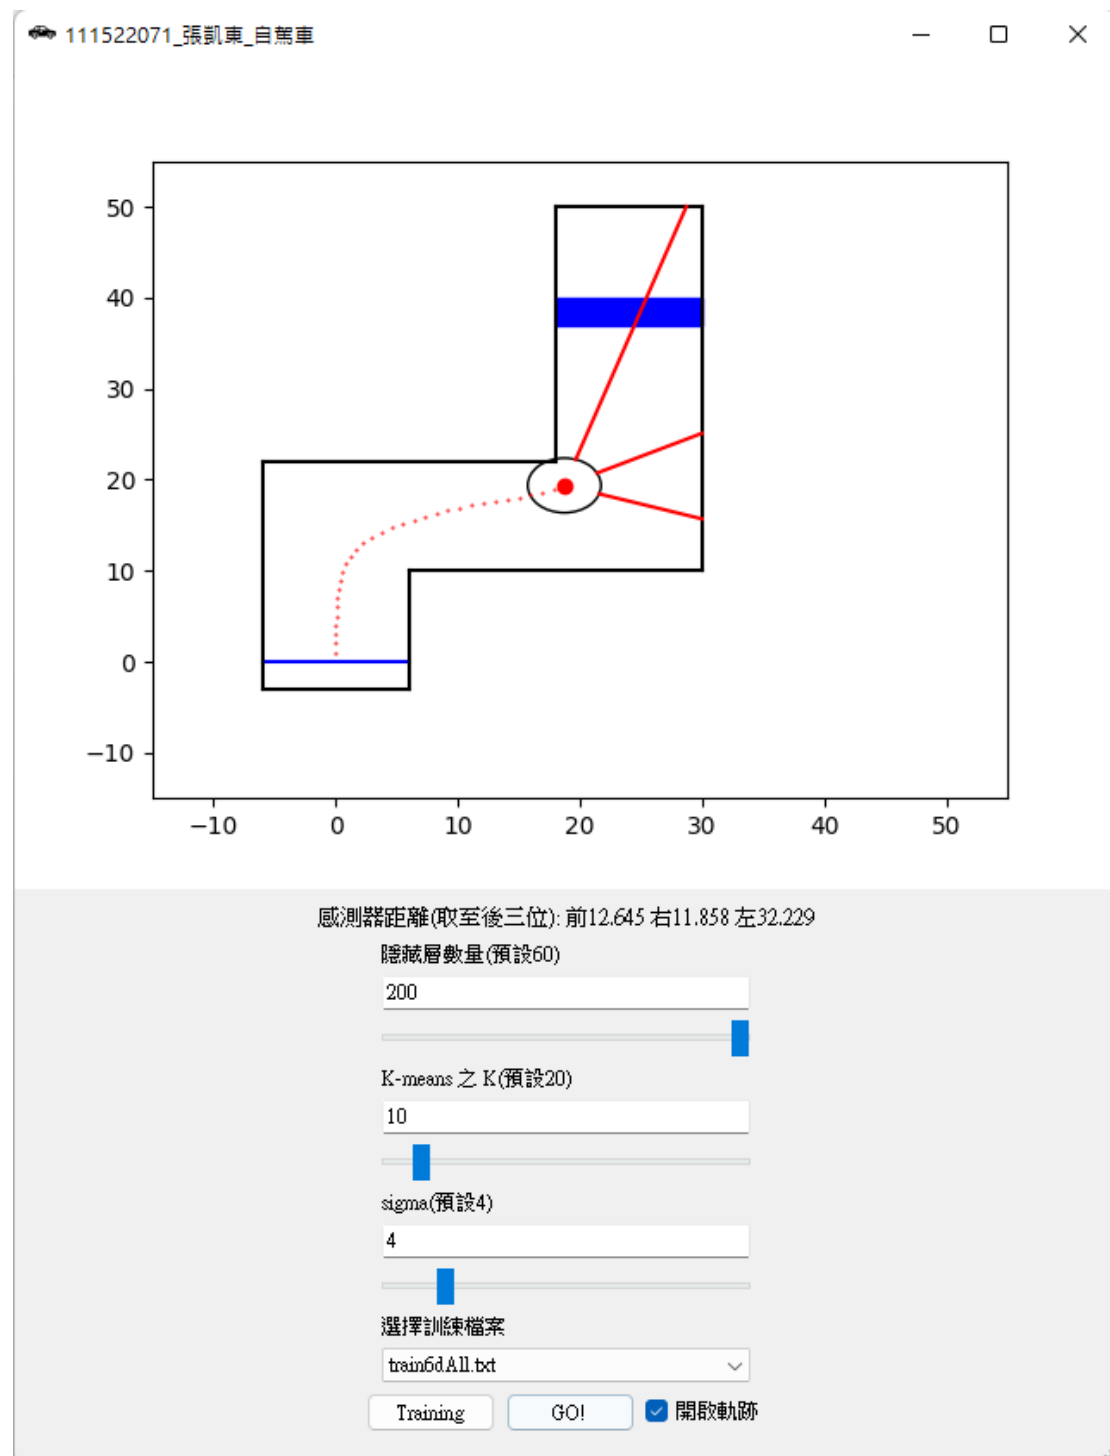 111522071_張凱東_自駕車
50
40
30
20
10
0
−10
−10 0 10 20 30 40 50
感測器距離(取至後三位): 前12.645 右11.858 左32.229
隱藏層數量(預設60)
200
K-means 之 K(預設20)
10
sigma(預設4)
4
選擇訓練檔案
train6dAll.txt
Training GO! 開啟軌跡